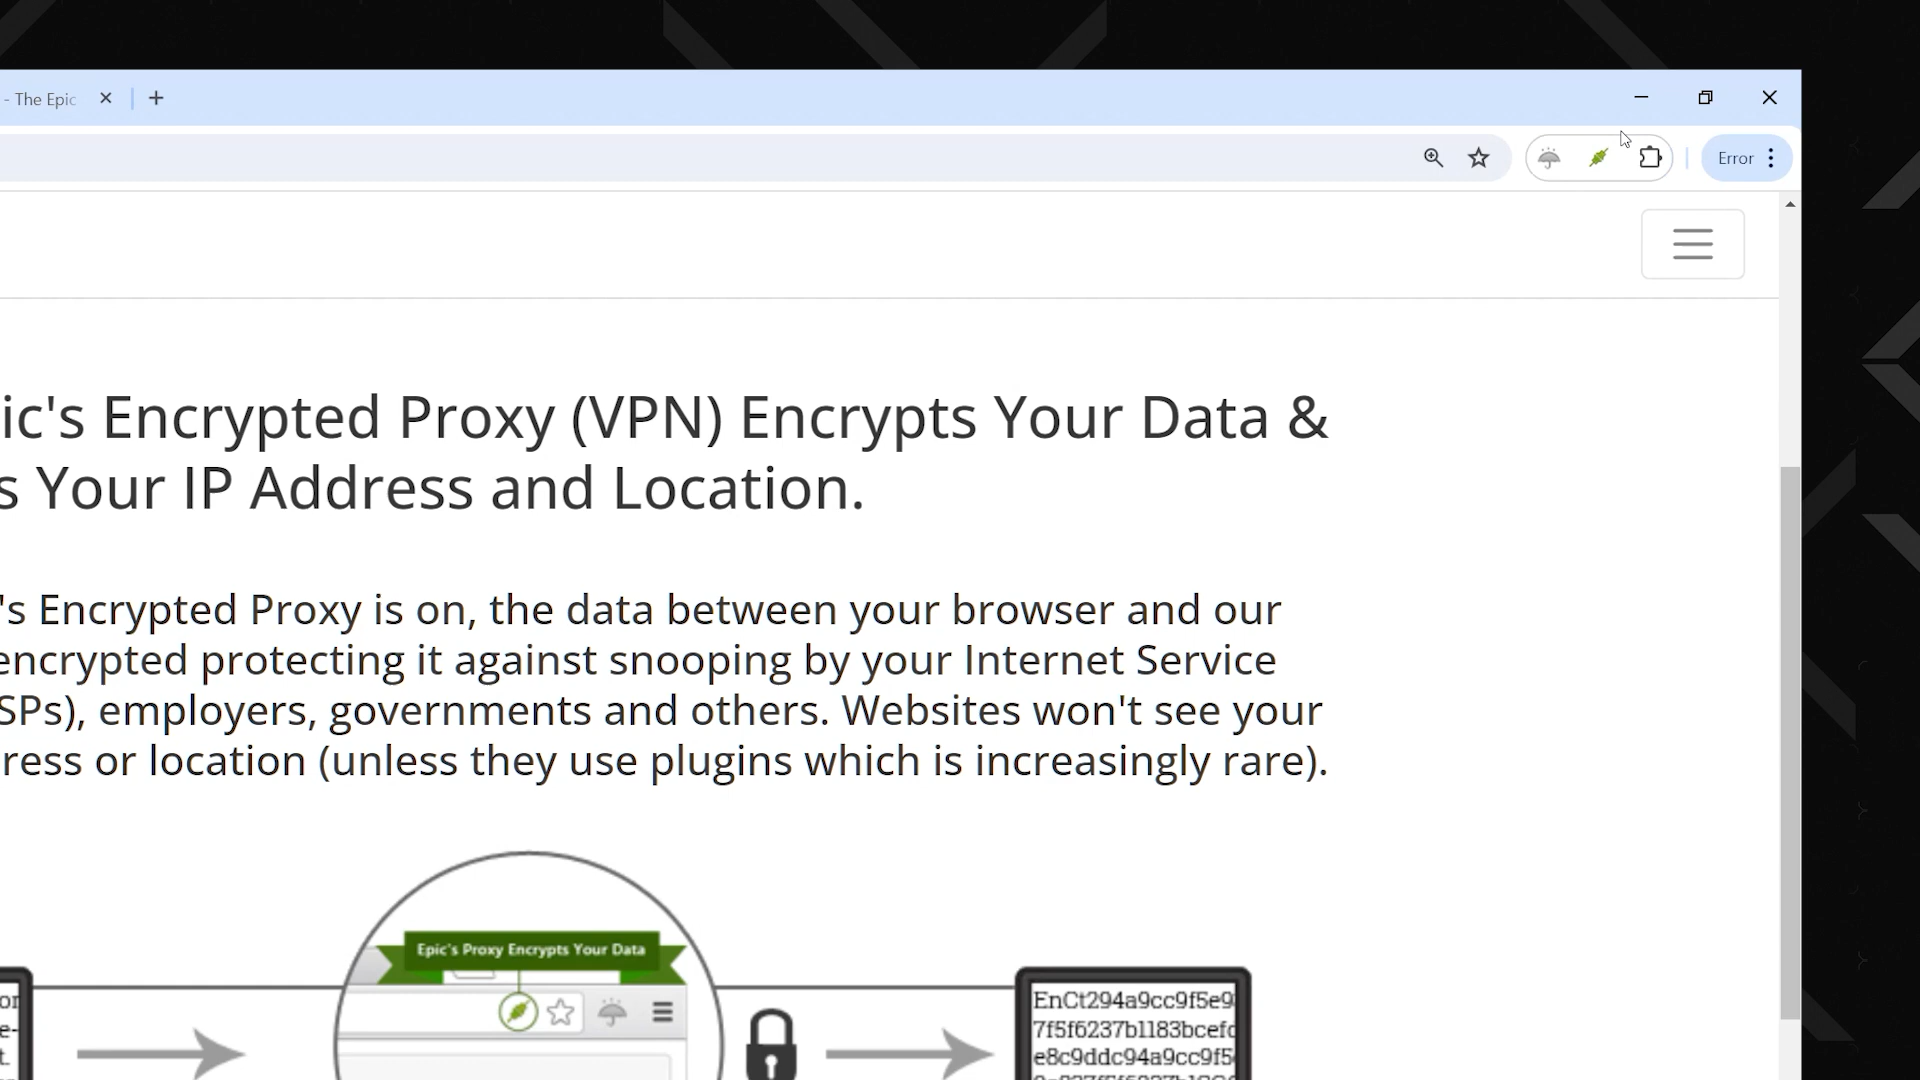 - The Epic
Error
ic's Encrypted Proxy (VPN) Encrypts Your Data &
s Your IP Address and Location.
's Encrypted Proxy is on, the data between your browser and our
encrypted protecting it against snooping by your Internet Service
SPs), employers, governments and others. Websites won't see your
ress or location (unless they use plugins which is increasingly rare).
Epic's Proxy Encrypts Your Data
or
e-
t.
EnCt294a9cc9f5e9
7f5f6237b1183bcefc
e8c9ddc94a9cc9f5